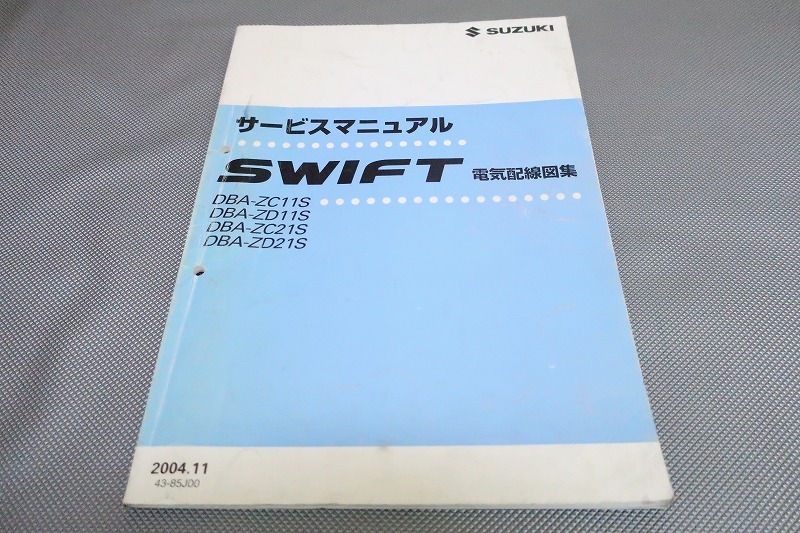 SUZUKI
サービスマニュアル
SWIFT 電気配線図集
DBA-ZC11S
DBA-ZD11S
DBA-ZC21S
DBA-ZD21S
2004.11
43-85J00